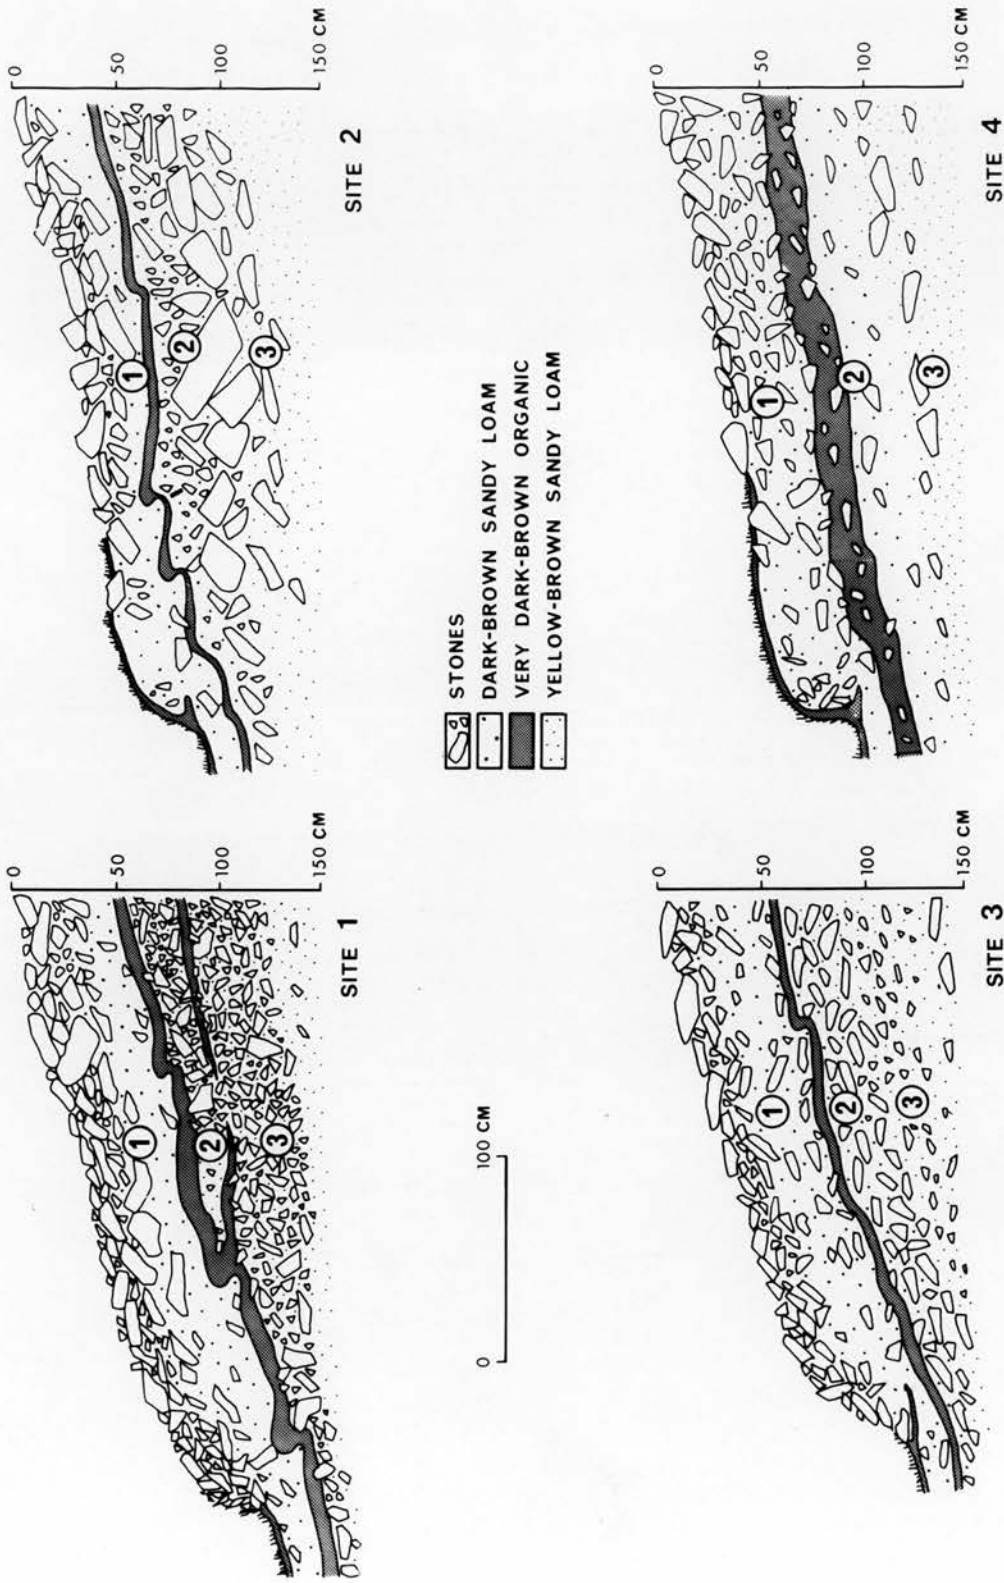 0
50
100
150 CM
1
2
3
SITE 1
0
50
100
150 CM
1
2
3
SITE 2
0 100 CM
STONES
DARK-BROWN SANDY LOAM
VERY DARK-BROWN ORGANIC
YELLOW-BROWN SANDY LOAM
0
50
100
150 CM
1
2
3
SITE 3
0
50
100
150 CM
1
2
3
SITE 4